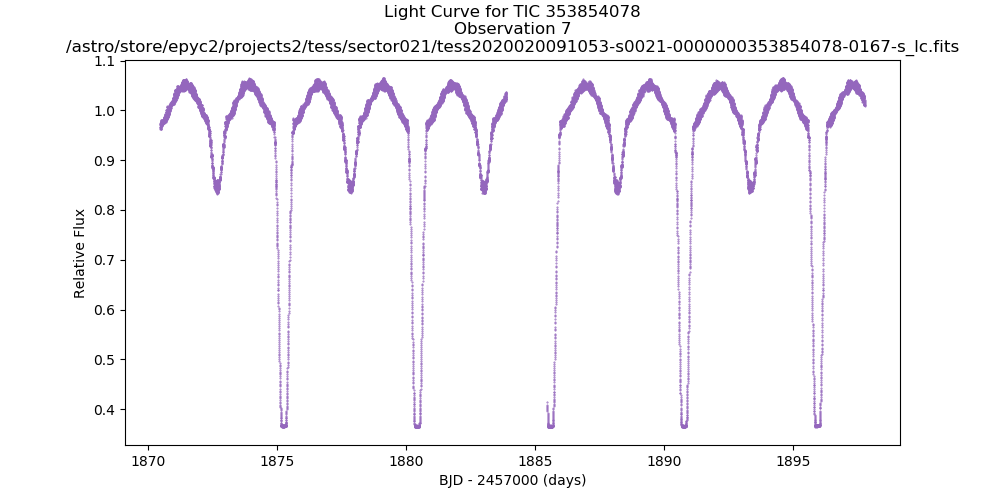 Light Curve for TIC 353854078
Observation 7
/astro/store/epyc2/projects2/tess/sector021/tess2020020091053-s0021-0000000353854078-0167-s_lc.fits
1.1
1.0
0.9
0.8
0.7
0.6
0.5
0.4
Relative Flux
1870
1875
1880
1885
1890
1895
BJD - 2457000 (days)